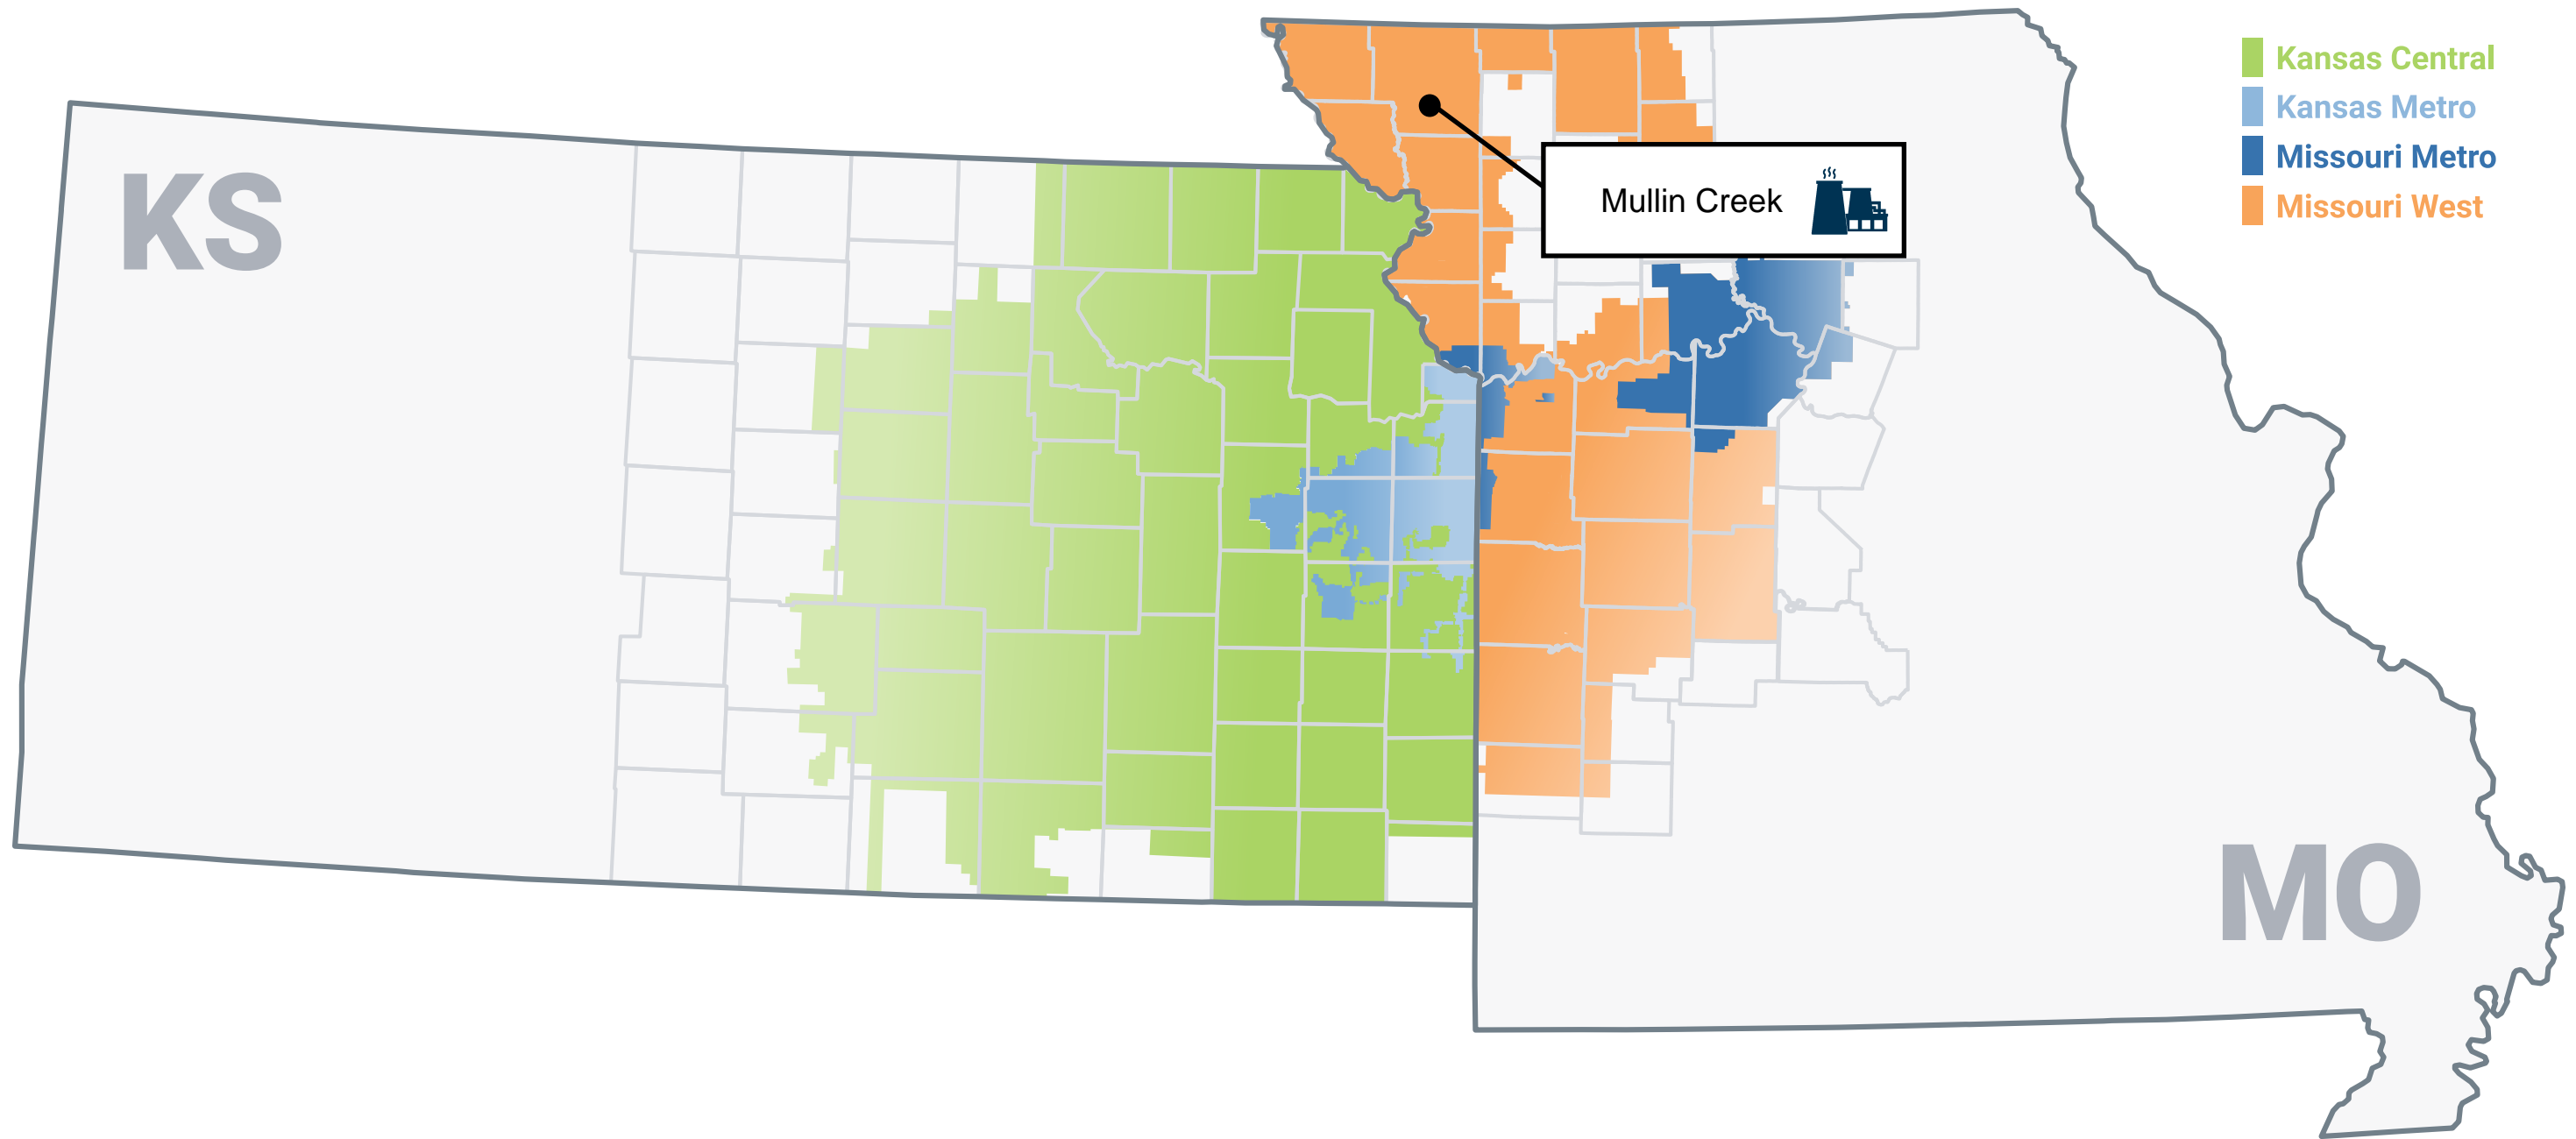 Kansas Central
Kansas Metro
Missouri Metro
Missouri West
KS
Mullin Creek
MO